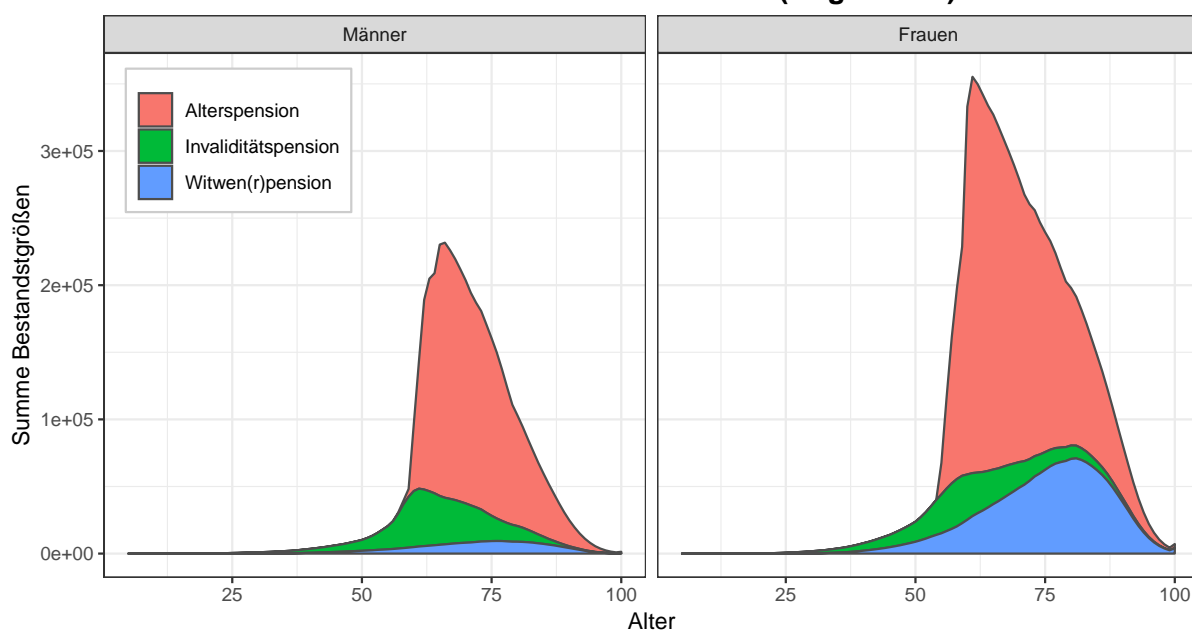 Männer
Frauen
Alterspension
Invaliditätspension
Witwen(r)pension
Summe Bestandstgrößen
3e+05
2e+05
1e+05
0e+00
25
50
75
100
25
50
75
100
Alter